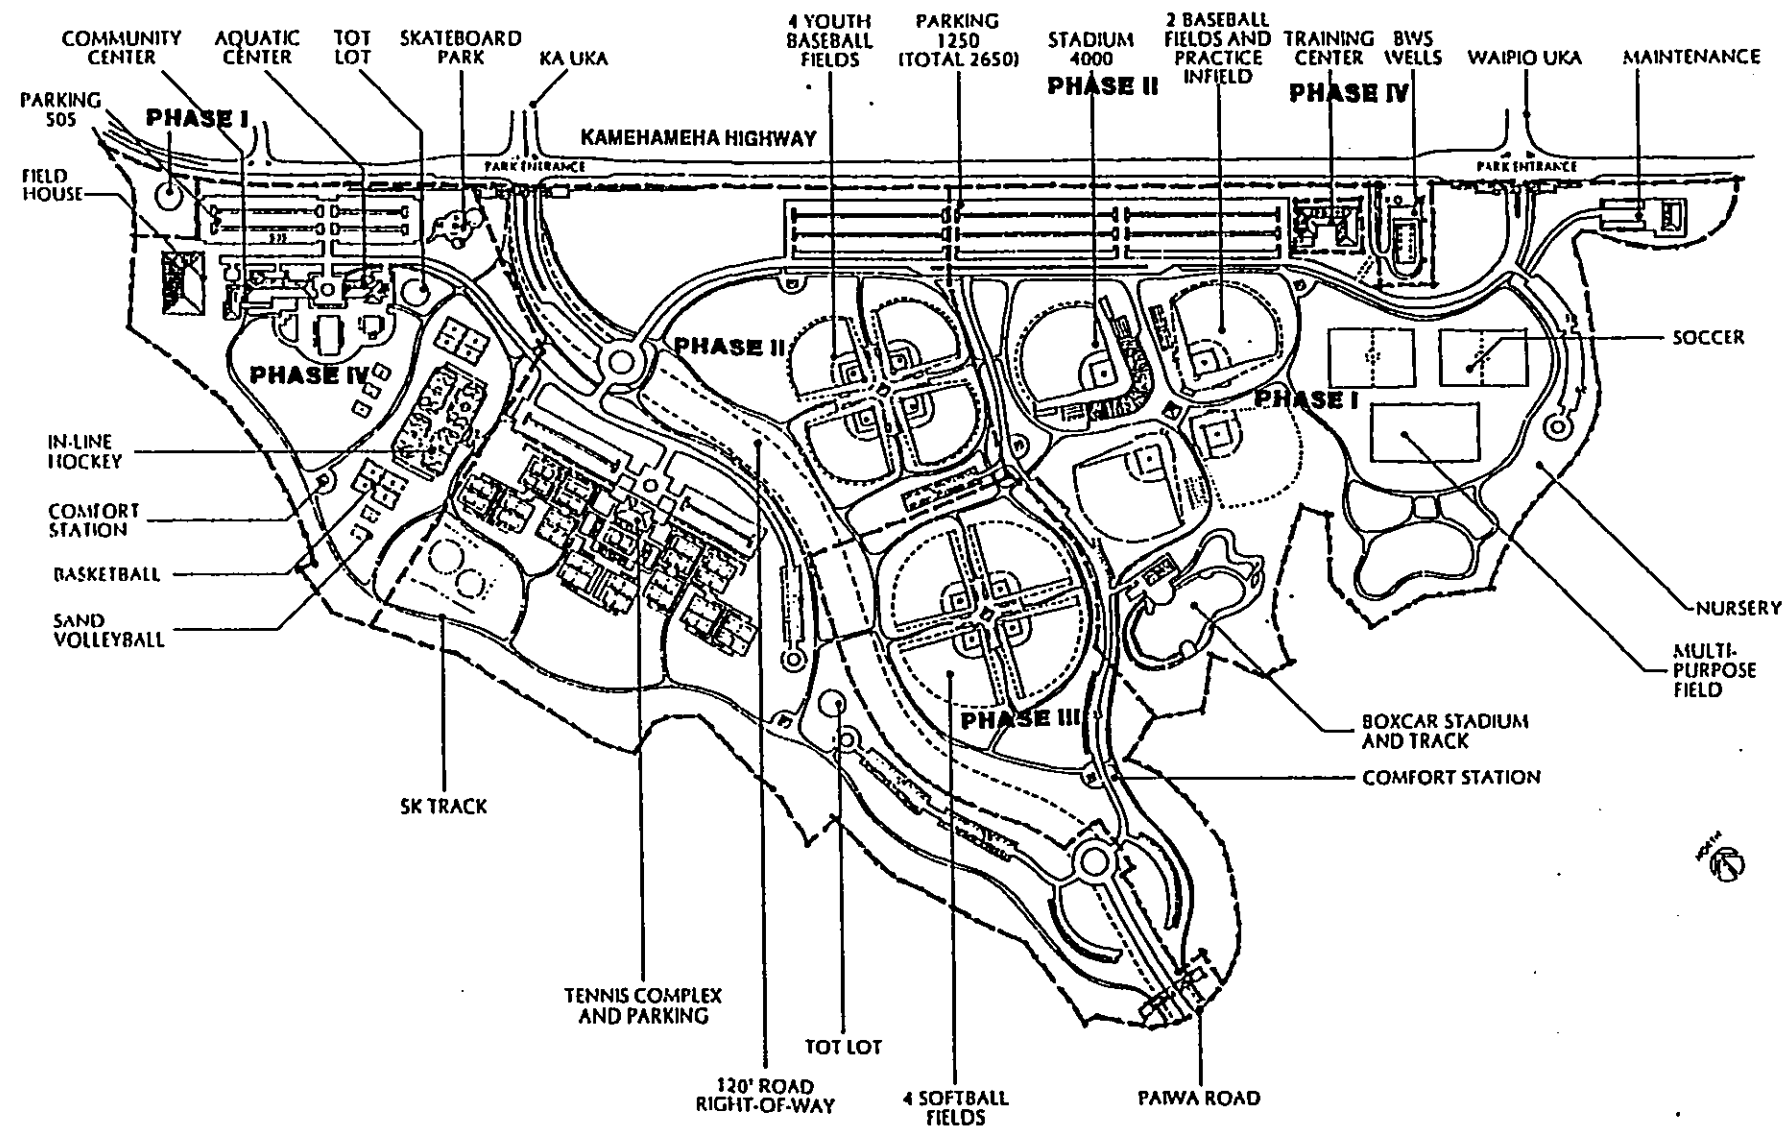 COMMUNITY
CENTER
AQUATIC
CENTER
TOT
LOT
SKATEBOARD
PARK
KA UKA
4 YOUTH
BASEBALL
FIELDS
PARKING
1250
(TOTAL 2650)
STADIUM
4000
PHASE II
2 BASEBALL
FIELDS AND
PRACTICE
INFIELD
TRAINING
CENTER
PHASE IV
BWS
WELLS
WAIPIO UKA
MAINTENANCE
PARKING
505
PHASE I
KAMEHAMEHA HIGHWAY
PARK ENTRANCE
PARK ENTRANCE
FIELD
HOUSE
505
PHASE II
PHASE IV
PHASE I
SOCCER
IN-LINE
HOCKEY
COMFORT
STATION
BASKETBALL
SAND
VOLLEYBALL
NURSERY
MULTI-
PURPOSE
FIELD
PHASE III
BOXCAR STADIUM
AND TRACK
COMFORT STATION
5K TRACK
NORTH
TENNIS COMPLEX
AND PARKING
TOT LOT
120' ROAD
RIGHT-OF-WAY
4 SOFTBALL
FIELDS
PAIWA ROAD